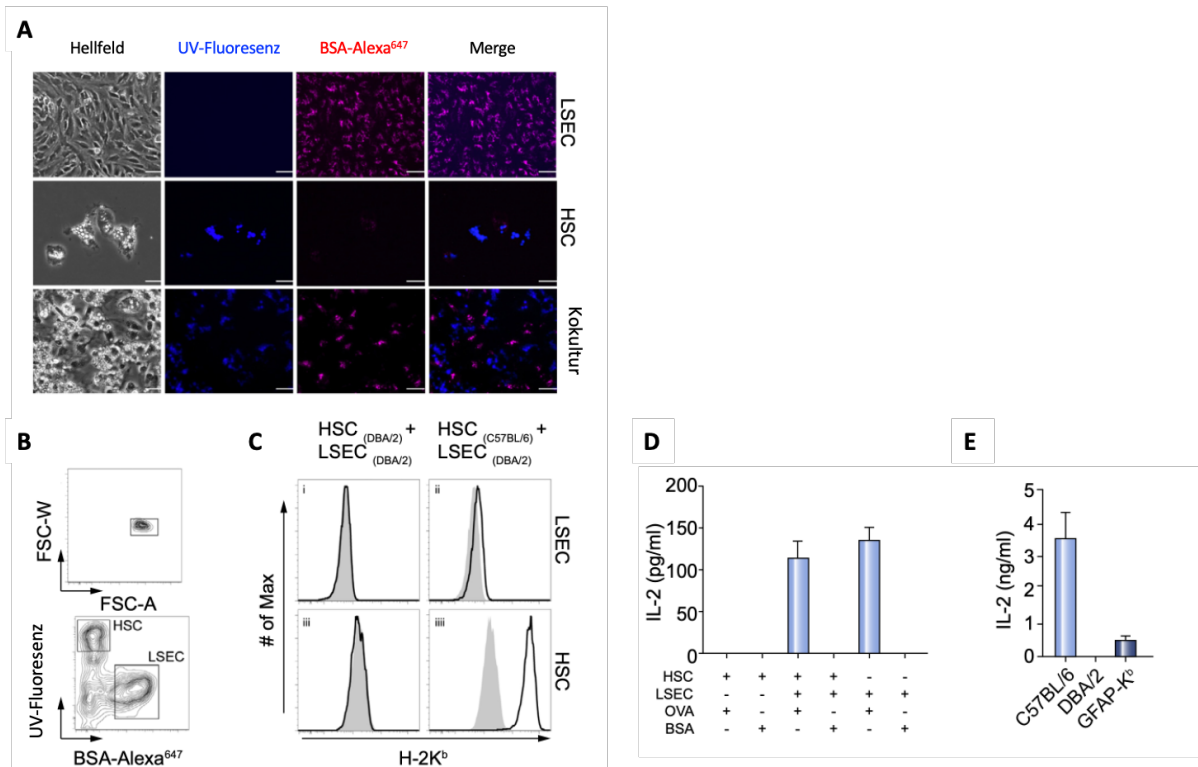 A
Hellfeld UV-Fluoresenz BSA-Alexa⁶⁴⁷ Merge
LSEC
HSC
Kokultur
B
FSC-W
FSC-A
UV-Fluoresenz
HSC
LSEC
BSA-Alexa⁶⁴⁷
C
HSC (DBA/2) + HSC (C57BL/6) +
LSEC (DBA/2) LSEC (DBA/2)
# of Max
i ii
LSEC
iii iiii
HSC
H-2Kᵇ
D
IL-2 (pg/ml)
200
150
100
50
0
HSC + + + + - -
LSEC - - + + + +
OVA + - + - + -
BSA - + - + - +
E
IL-2 (ng/ml)
5
4
3
2
1
0
C57BL/6
DBA/2
GFAP-Kᵇ